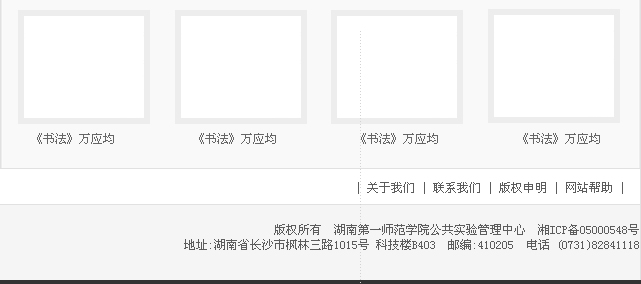 《书法》万应均 《书法》万应均 《书法》万应均 《书法》万应均
| 关于我们 | 联系我们 | 版权申明 | 网站帮助 |
版权所有 湖南第一师范学院公共实验管理中心 湘ICP备05000548号
地址:湖南省长沙市枫林三路1015号 科技楼B403 邮编:410205 电话 (0731)82841118